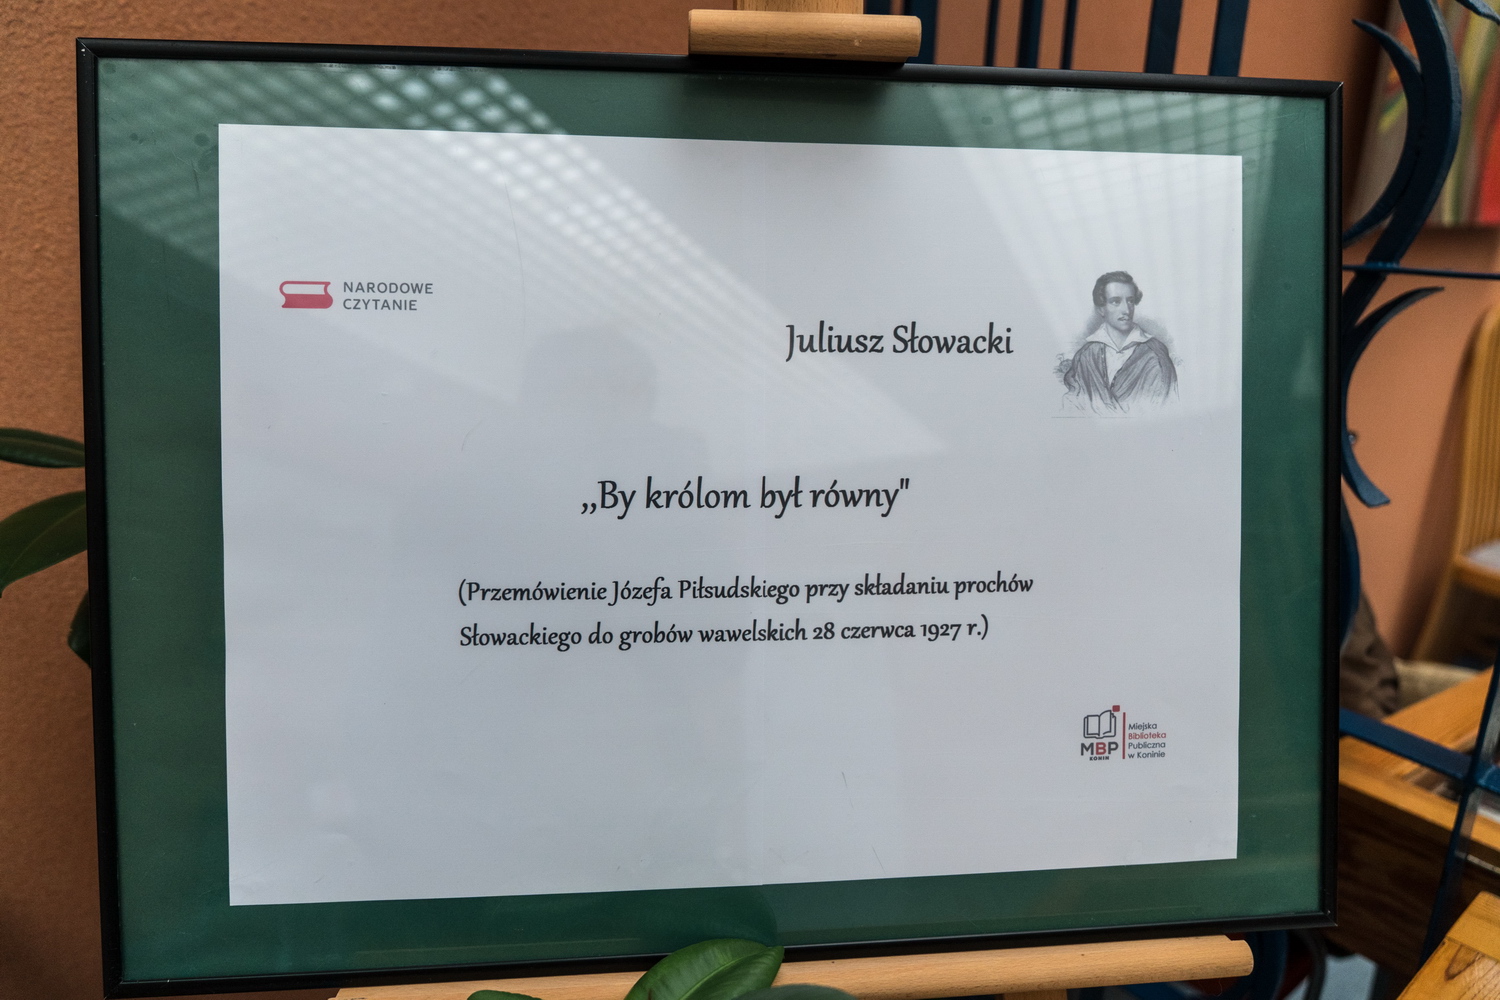 NARODOWE
CZYTANIE
Juliusz Słowacki
,,By królom był równy"
(Przemówienie Józefa Piłsudskiego przy składaniu prochów
Słowackiego do grobów wawelskich 28 czerwca 1927 r.)
MBP
KONIN
Miejska
Biblioteka
Publiczna
w Koninie